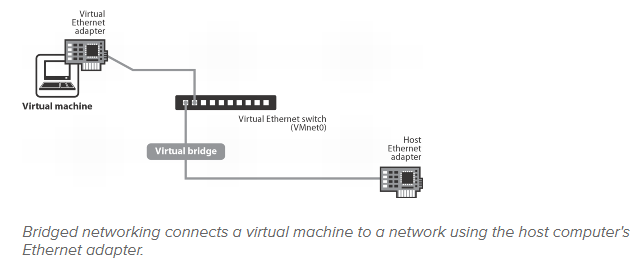 Virtual
Ethernet
adapter
Virtual machine
Virtual Ethernet switch
(VMnet0)
Virtual bridge
Host
Ethernet
adapter
Bridged networking connects a virtual machine to a network using the host computer's
Ethernet adapter.